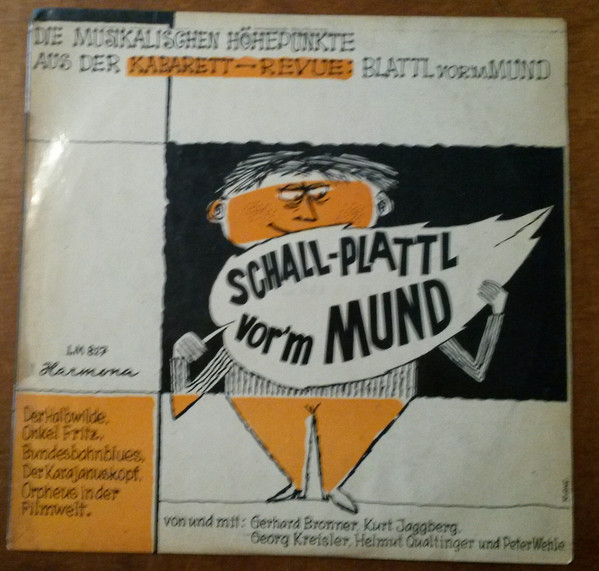 DIE MUSIKALISCHEN HÖHEPUNKTE
AUS DER KABARETT-REVUE: BLATTL vor'm MUND
SCHALL-PLATTL
vor'm MUND
LM 827
Harmona
Der Halbwilde,
Onkel Fritz,
Bundesbahnblues,
Der Karajanuskopf,
Orpheus in der
Filmwelt.
von und mit: Gerhard Bronner, Kurt Jaggberg,
Georg Kreisler, Helmut Qualtinger und Peter Wehle